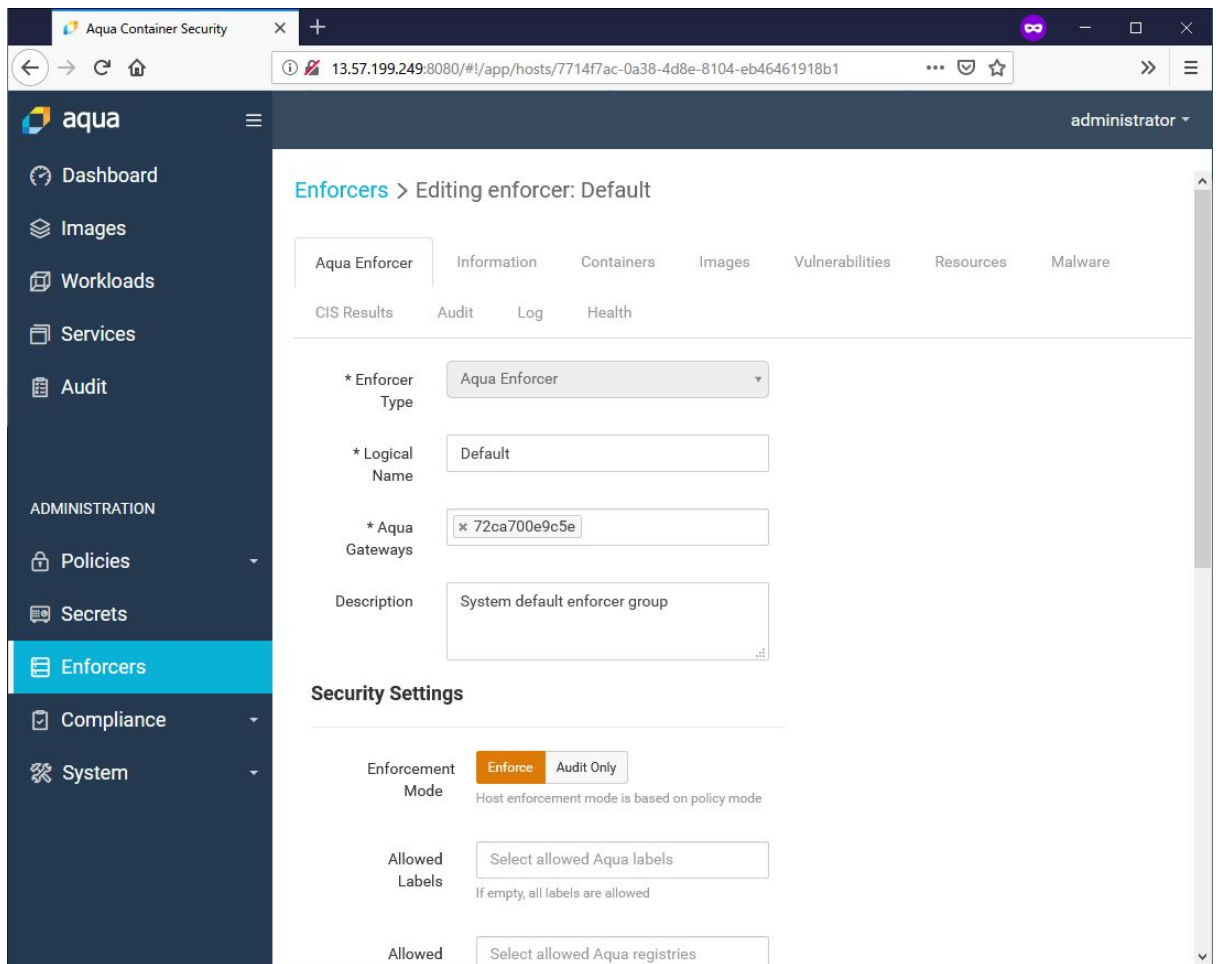 Aqua Container Security
13.57.199.249:8080/#!/app/hosts/7714f7ac-0a38-4d8e-8104-eb46461918b1
aqua
administrator
Dashboard
Images
Workloads
Services
Audit
ADMINISTRATION
Policies
Secrets
Enforcers
Compliance
System
Enforcers > Editing enforcer: Default
Aqua Enforcer Information Containers Images Vulnerabilities Resources Malware
CIS Results Audit Log Health
* Enforcer
Type
Aqua Enforcer
* Logical
Name
Default
* Aqua
Gateways
× 72ca700e9c5e
Description
System default enforcer group
Security Settings
Enforcement
Mode
Enforce Audit Only
Host enforcement mode is based on policy mode
Allowed
Labels
Select allowed Aqua labels
If empty, all labels are allowed
Allowed
Select allowed Aqua registries